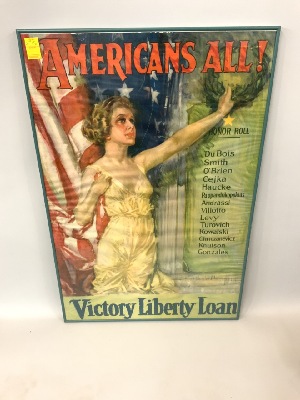 AMERICANS ALL!
HONOR ROLL
Du Bois
Smith
O'Brien
Cejka
Haucke
Pappandrikopolous
Andrassi
Villotto
Levy
Turovich
Kowalski
Chriczanevicz
Knutson
Gonzales
Victory Liberty Loan